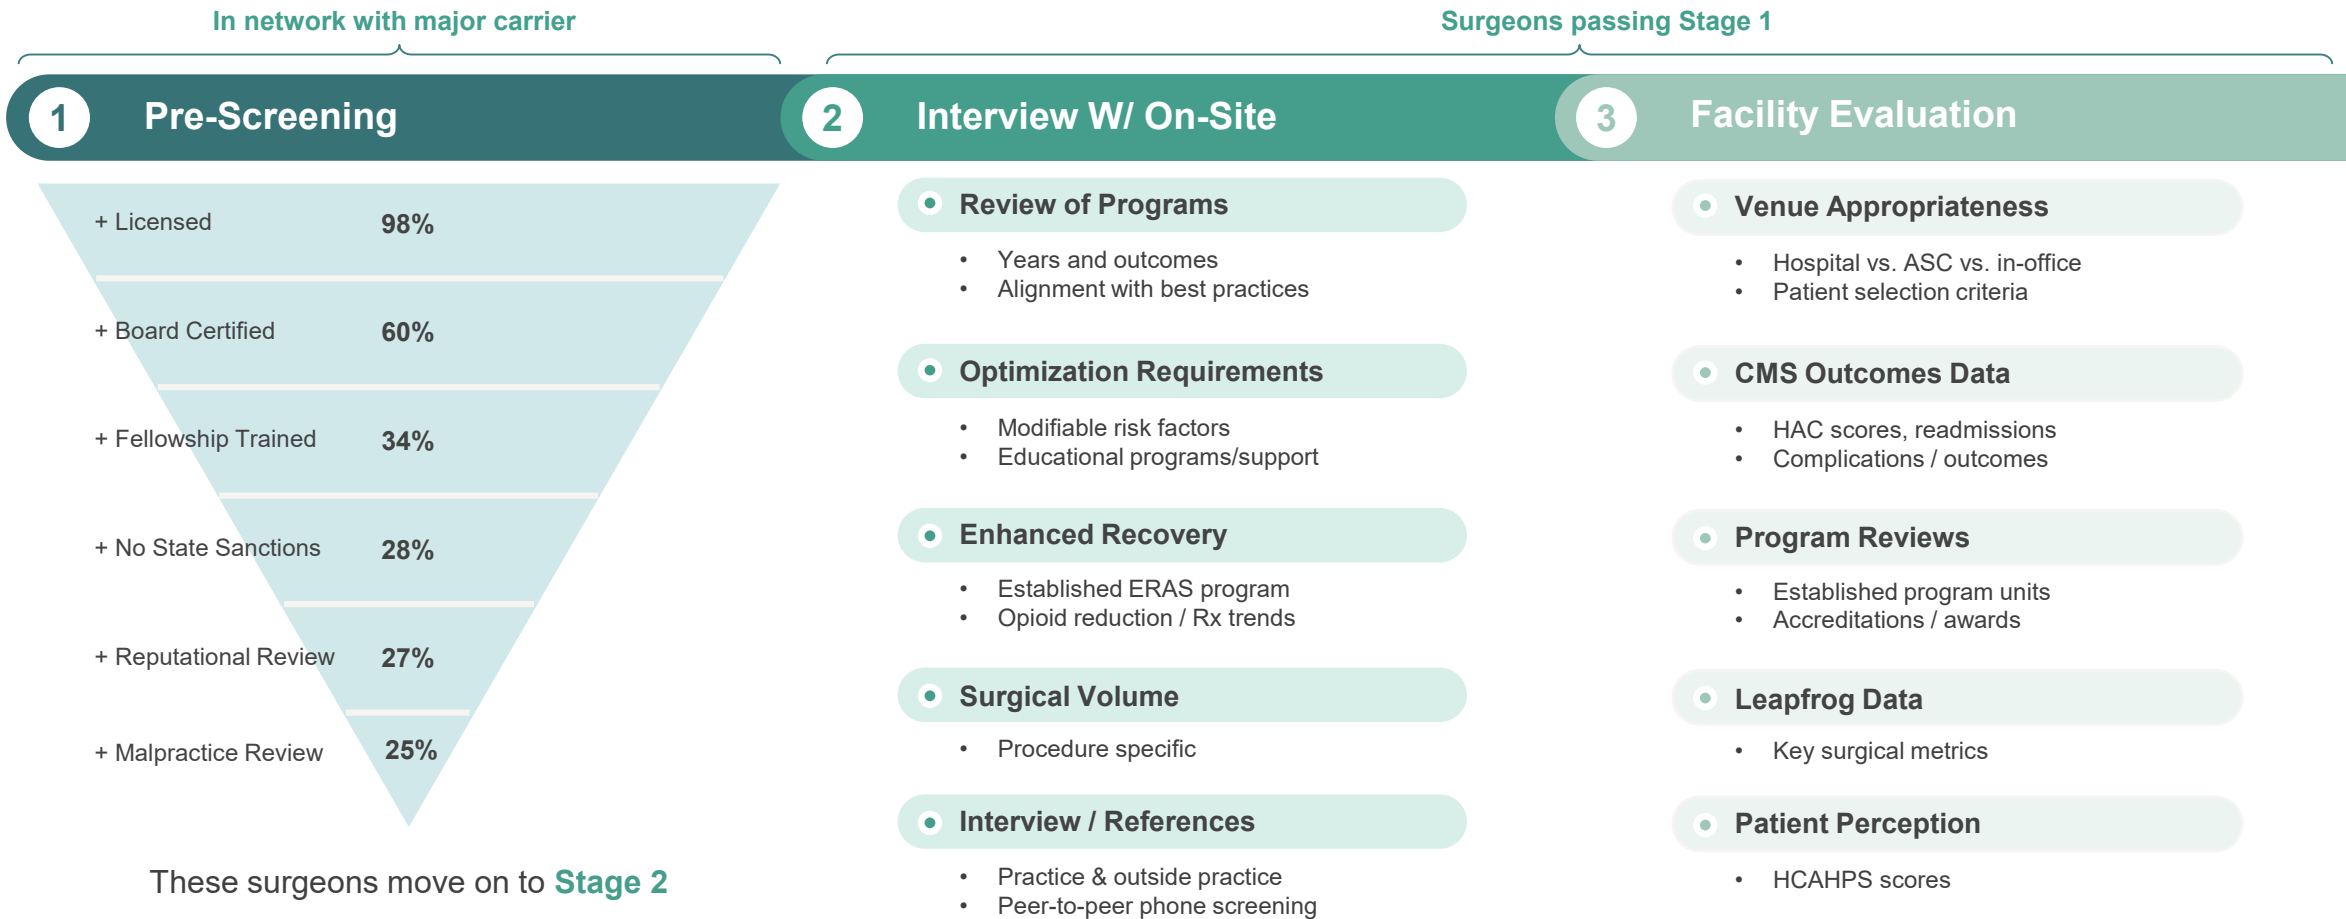 In network with major carrier
Surgeons passing Stage 1
1 Pre-Screening
+ Licensed 98%
+ Board Certified 60%
+ Fellowship Trained 34%
+ No State Sanctions 28%
+ Reputational Review 27%
+ Malpractice Review 25%
These surgeons move on to Stage 2
2 Interview W/ On-Site
Review of Programs
• Years and outcomes
• Alignment with best practices
Optimization Requirements
• Modifiable risk factors
• Educational programs/support
Enhanced Recovery
• Established ERAS program
• Opioid reduction / Rx trends
Surgical Volume
• Procedure specific
Interview / References
• Practice & outside practice
• Peer-to-peer phone screening
3 Facility Evaluation
Venue Appropriateness
• Hospital vs. ASC vs. in-office
• Patient selection criteria
CMS Outcomes Data
• HAC scores, readmissions
• Complications / outcomes
Program Reviews
• Established program units
• Accreditations / awards
Leapfrog Data
• Key surgical metrics
Patient Perception
• HCAHPS scores